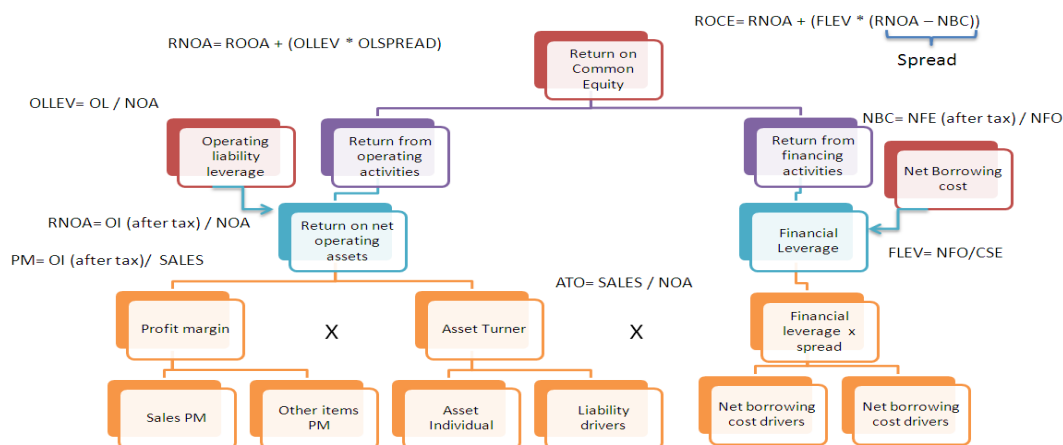 ROCE= RNOA + (FLEV * (RNOA – NBC))
Spread
RNOA= ROOA + (OLLEV * OLSPREAD)
Return on
Common
Equity
OLLEV= OL / NOA
NBC= NFE (after tax) / NFO
Operating
liability
leverage
Return from
operating
activities
Return from
financing
activities
Net Borrowing
cost
RNOA= OI (after tax) / NOA
Return on net
operating
assets
Financial
Leverage
FLEV= NFO/CSE
PM= OI (after tax)/ SALES
ATO= SALES / NOA
Profit margin
X
Asset Turner
X
Financial
leverage x
spread
Sales PM
Other items
PM
Asset
Individual
Liability
drivers
Net borrowing
cost drivers
Net borrowing
cost drivers